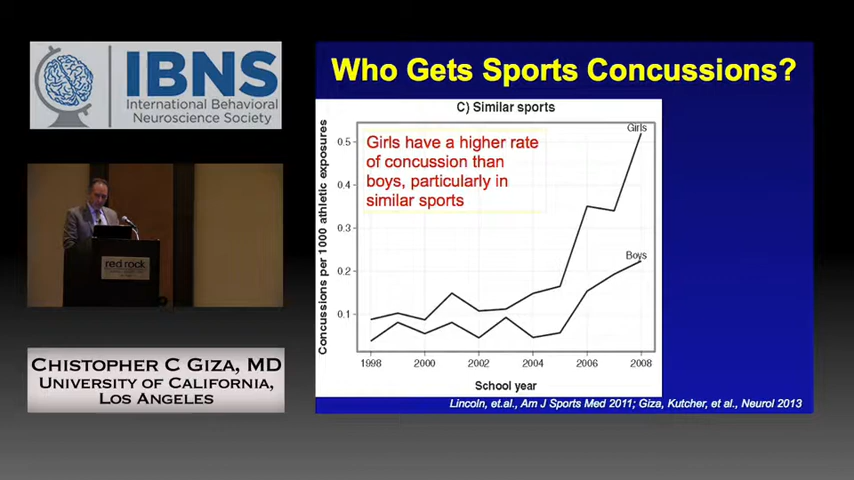 IBNS
International Behavioral
Neuroscience Society
red rock
CHISTOPHER C GIZA, MD
UNIVERSITY OF CALIFORNIA,
LOS ANGELES
Who Gets Sports Concussions?
C) Similar sports
Girls have a higher rate
of concussion than
boys, particularly in
similar sports
Girls
Boys
Concussions per 1000 athletic exposures
0.5
0.4
0.3
0.2
0.1
1998
2000
2002
2004
2006
2008
School year
Lincoln, et.al., Am J Sports Med 2011; Giza, Kutcher, et al., Neurol 2013